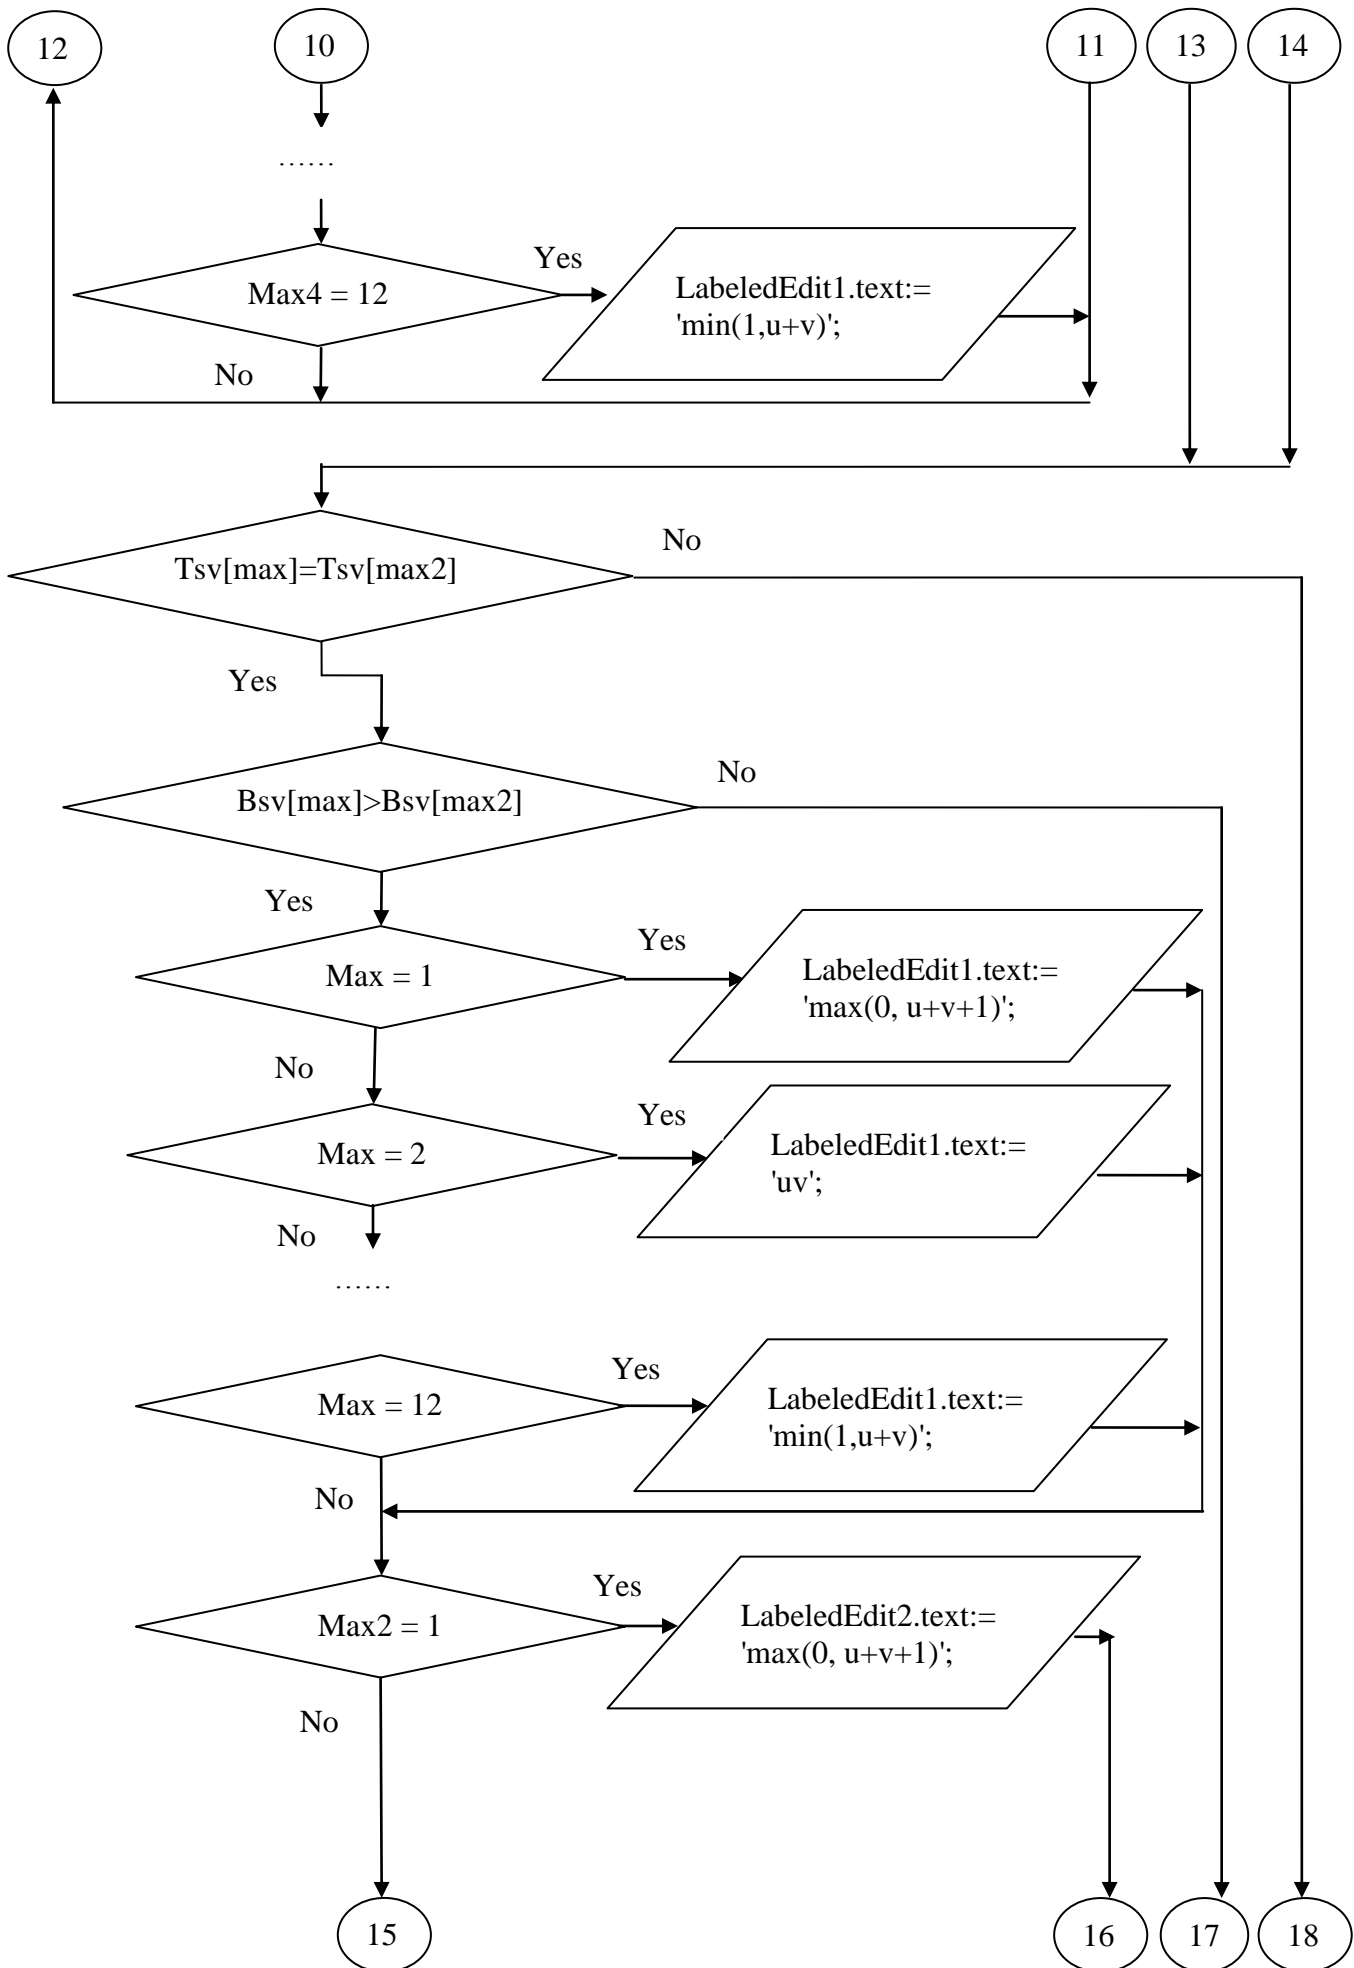 12
10
11
13
14
……
Yes
Max4 = 12
LabeledEdit1.text:=
'min(1,u+v)';
No
No
Tsv[max]=Tsv[max2]
Yes
No
Bsv[max]>Bsv[max2]
Yes
Yes
Max = 1
LabeledEdit1.text:=
'max(0, u+v+1)';
No
Yes
Max = 2
LabeledEdit1.text:=
'uv';
No
……
Yes
Max = 12
LabeledEdit1.text:=
'min(1,u+v)';
No
Yes
Max2 = 1
LabeledEdit2.text:=
'max(0, u+v+1)';
No
15
16
17
18